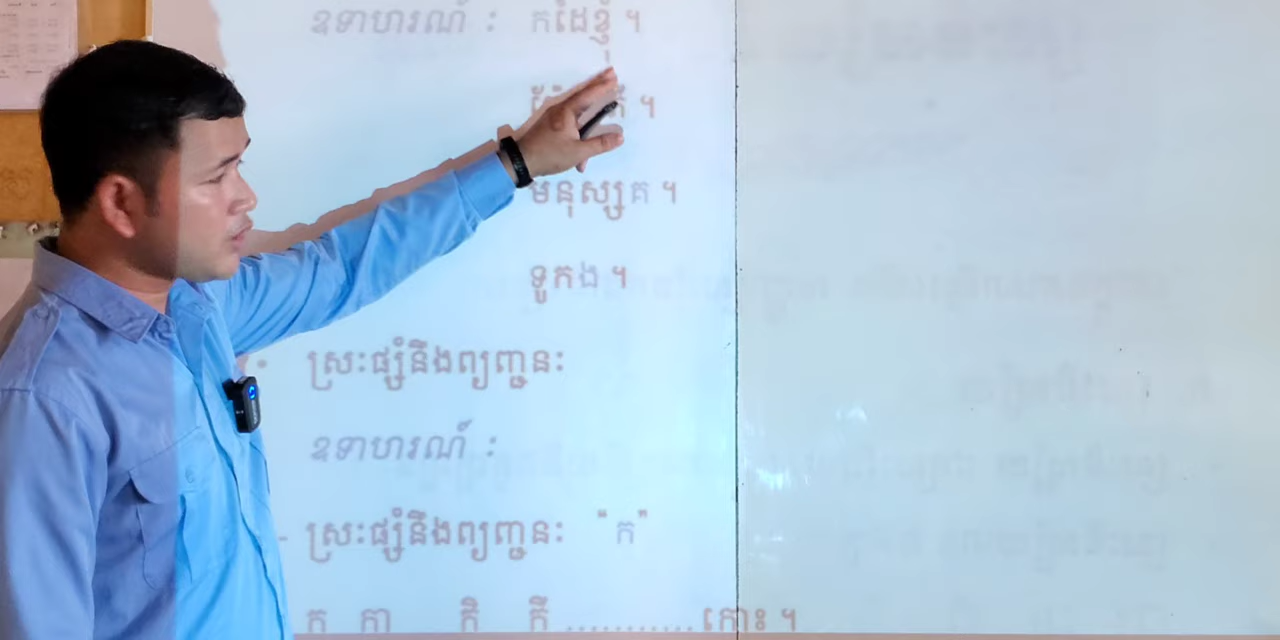 ឧទាហរណ៍ : កដៃខ្ញុំ ។
។
មនុស្សគ ។
ទូកង ។
• ស្រះផ្សំនឹងព្យញ្ជនះ
ឧទាហរណ៍ :
- ស្រះផ្សំនឹងព្យញ្ជនះ "ក"
ក កា កិ កី ........... កោះ ។